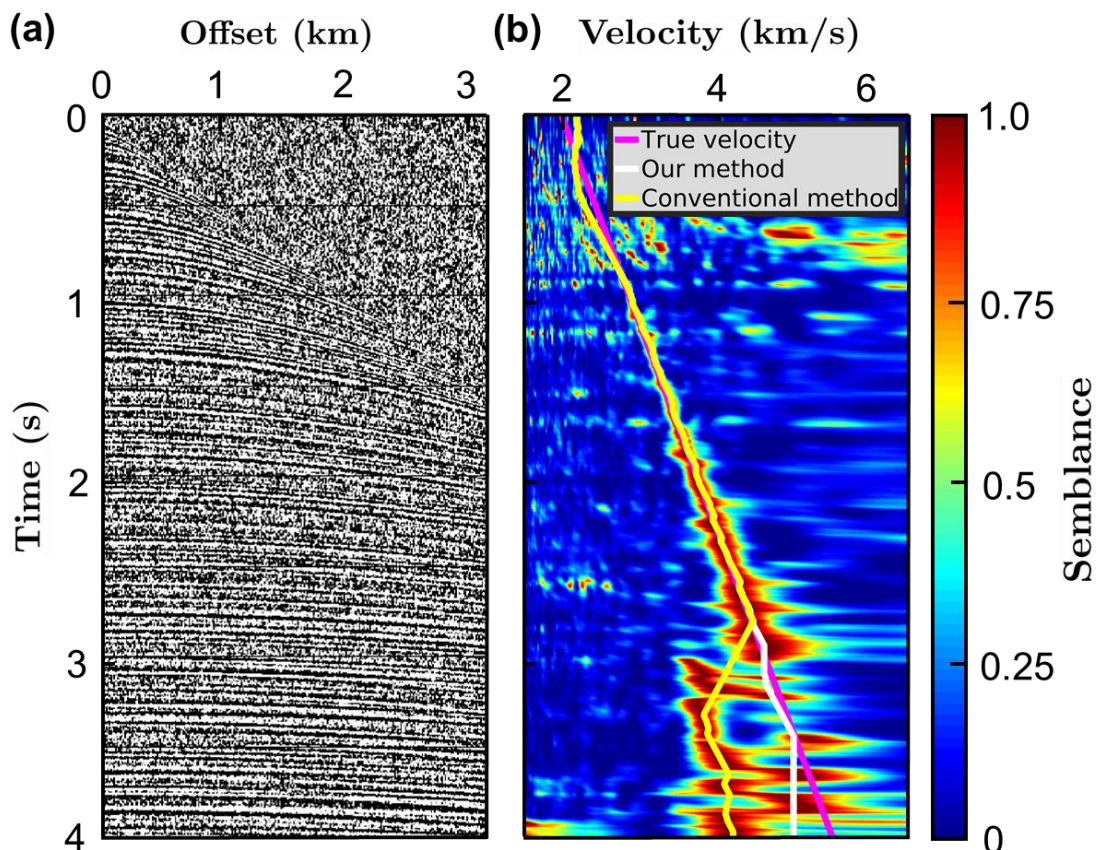 (a) Offset (km)
0 1 2 3
Time (s)
0
1
2
3
4
(b) Velocity (km/s)
2 4 6
True velocity
Our method
Conventional method
1.0
0.75
0.5
0.25
0
Semblance